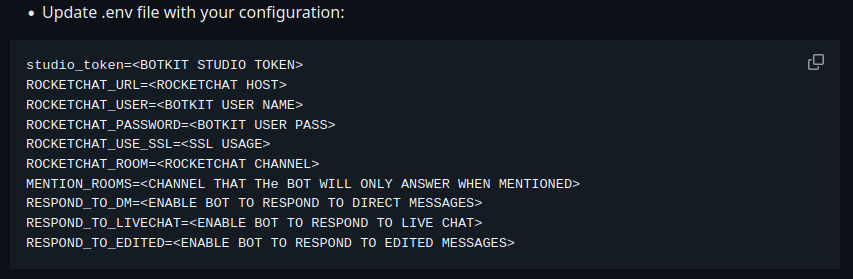 • Update .env file with your configuration:
studio_token=<BOTKIT STUDIO TOKEN>
ROCKETCHAT_URL=<ROCKETCHAT HOST>
ROCKETCHAT_USER=<BOTKIT USER NAME>
ROCKETCHAT_PASSWORD=<BOTKIT USER PASS>
ROCKETCHAT_USE_SSL=<SSL USAGE>
ROCKETCHAT_ROOM=<ROCKETCHAT CHANNEL>
MENTION_ROOMS=<CHANNEL THAT THe BOT WILL ONLY ANSWER WHEN MENTIONED>
RESPOND_TO_DM=<ENABLE BOT TO RESPOND TO DIRECT MESSAGES>
RESPOND_TO_LIVECHAT=<ENABLE BOT TO RESPOND TO LIVE CHAT>
RESPOND_TO_EDITED=<ENABLE BOT TO RESPOND TO EDITED MESSAGES>